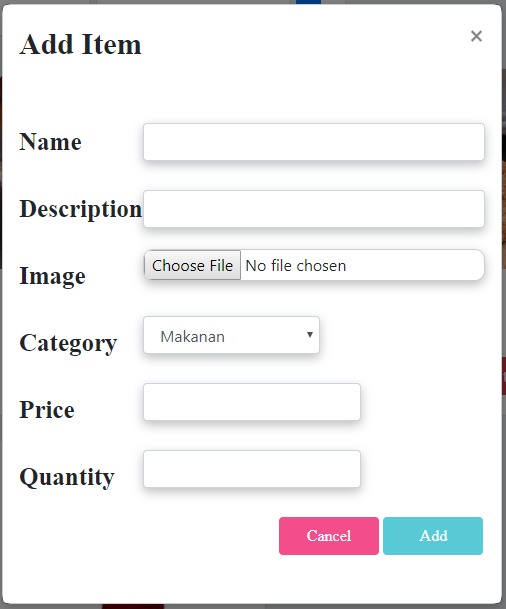 Add Item ×
Name
Description
Image Choose File No file chosen
Category Makanan
Price
Quantity
Cancel Add